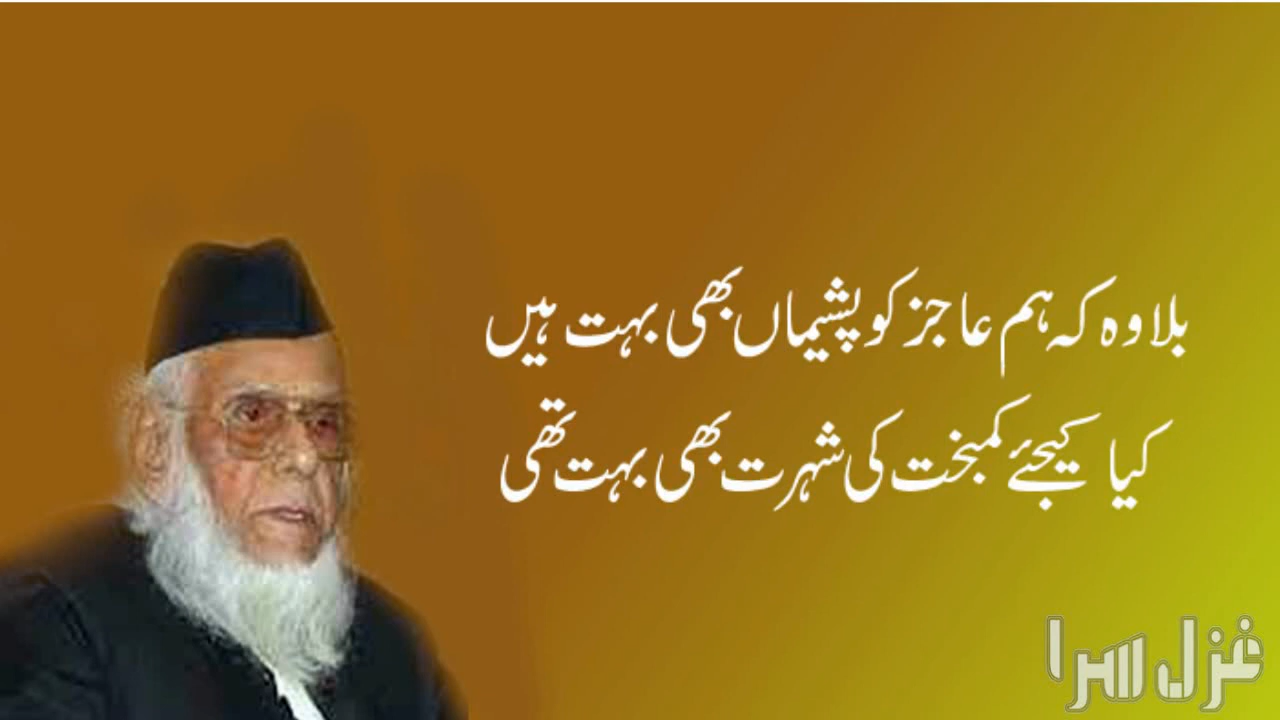 بلا وہ کہ ہم عاجز کو پشیماں بھی بہت ہیں
کیا کیجئے کمبخت کی شہرت بھی بہت تھی
غزل سرا